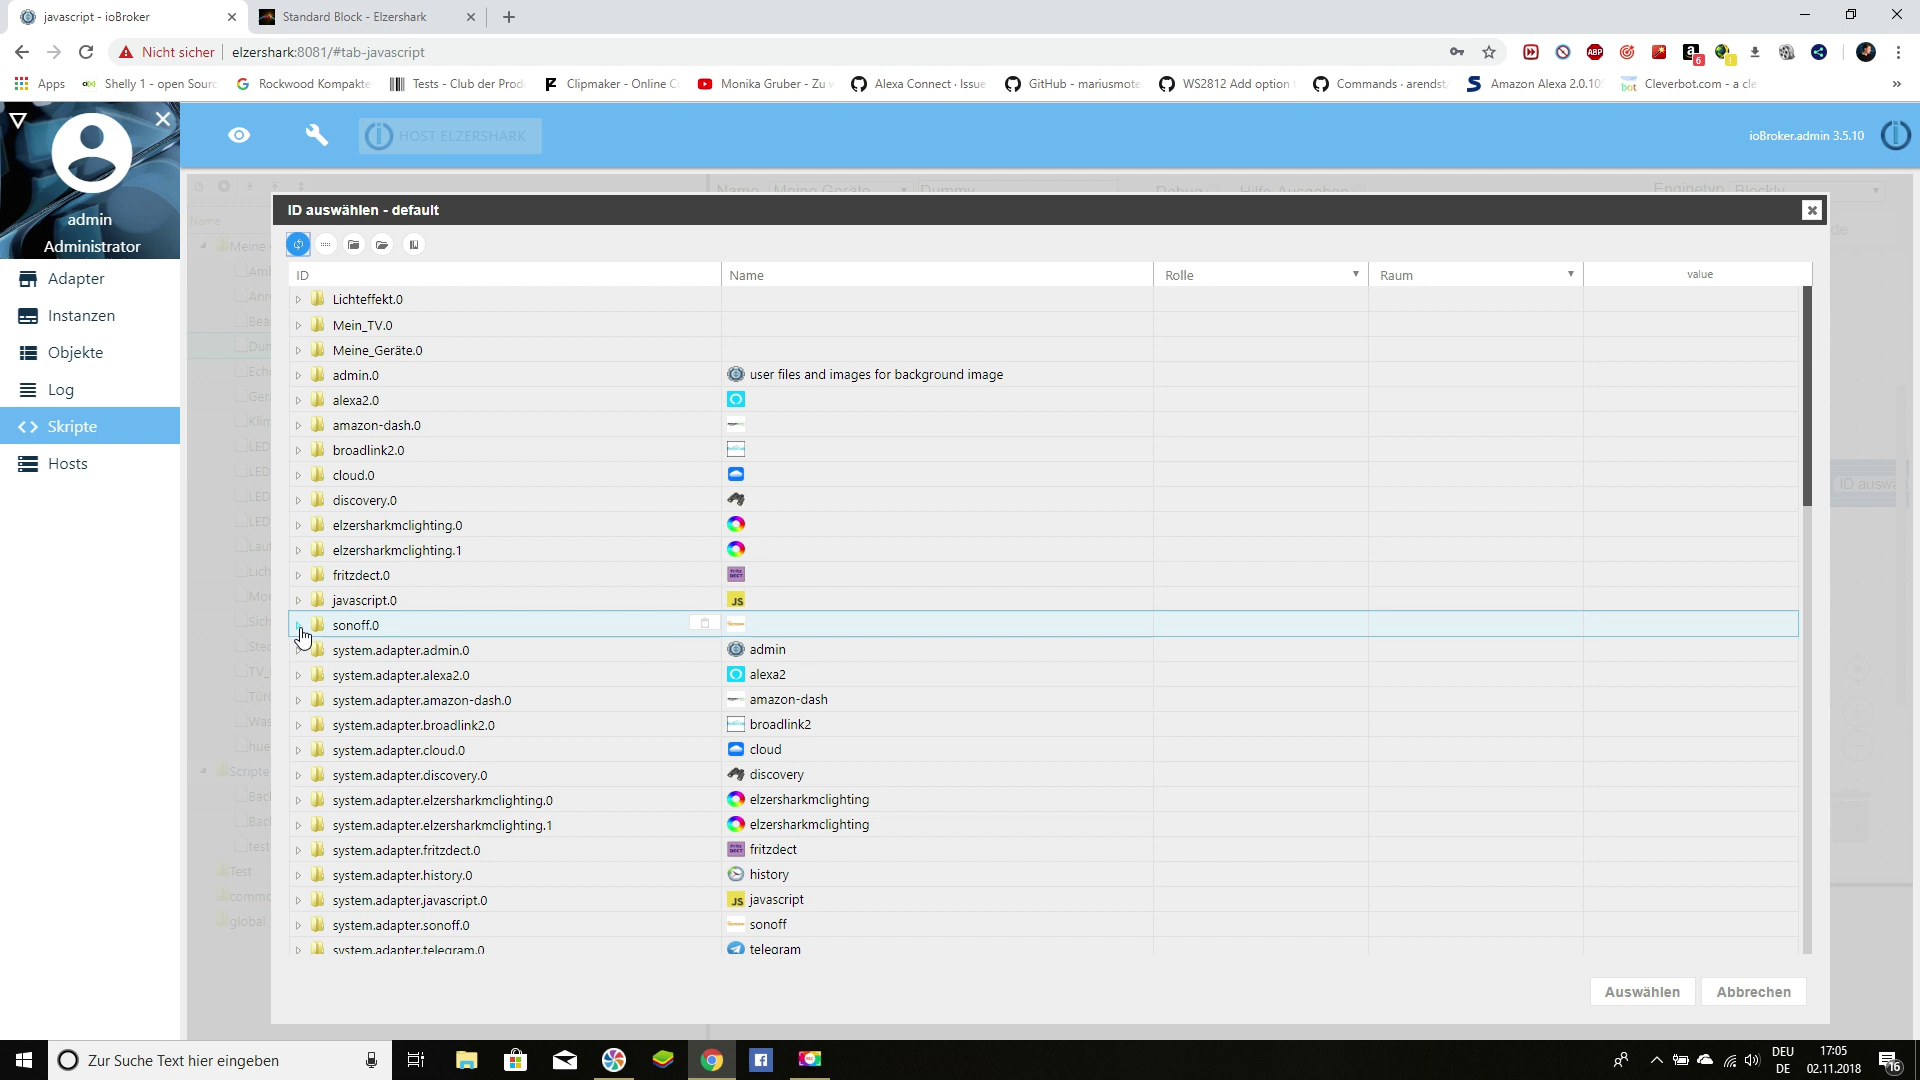 javascript - ioBroker
Standard Block - Elzershark
Nicht sicher
elzershark:8081/#tab-javascript
6
Apps
Shelly 1 - open Sourc
Rockwood Kompakte
Tests - Club der Prod
Clipmaker - Online C
Monika Gruber - Zu
Alexa Connect · Issue
GitHub - mariusmote
WS2812 Add option
Commands · arendst/
Amazon Alexa 2.0.10
Cleverbot.com - a cle
HOST ELZERSHARK
ioBroker.admin 3.5.10
admin
Administrator
Adapter
Instanzen
Objekte
Log
Skripte
Hosts
ID auswählen - default
ID
Name
Rolle
Raum
value
Lichteffekt.0
Mein_TV.0
Meine_Geräte.0
admin.0
user files and images for background image
alexa2.0
amazon-dash.0
broadlink2.0
cloud.0
discovery.0
elzersharkmclighting.0
elzersharkmclighting.1
fritzdect.0
javascript.0
JS
sonoff.0
system.adapter.admin.0
admin
system.adapter.alexa2.0
alexa2
system.adapter.amazon-dash.0
amazon-dash
system.adapter.broadlink2.0
broadlink2
system.adapter.cloud.0
cloud
system.adapter.discovery.0
discovery
system.adapter.elzersharkmclighting.0
elzersharkmclighting
system.adapter.elzersharkmclighting.1
elzersharkmclighting
system.adapter.fritzdect.0
fritzdect
system.adapter.history.0
history
system.adapter.javascript.0
JS
javascript
system.adapter.sonoff.0
sonoff
system.adapter.telegram.0
telegram
Auswählen
Abbrechen
Zur Suche Text hier eingeben
DEU
DE
17:05
02.11.2018
16